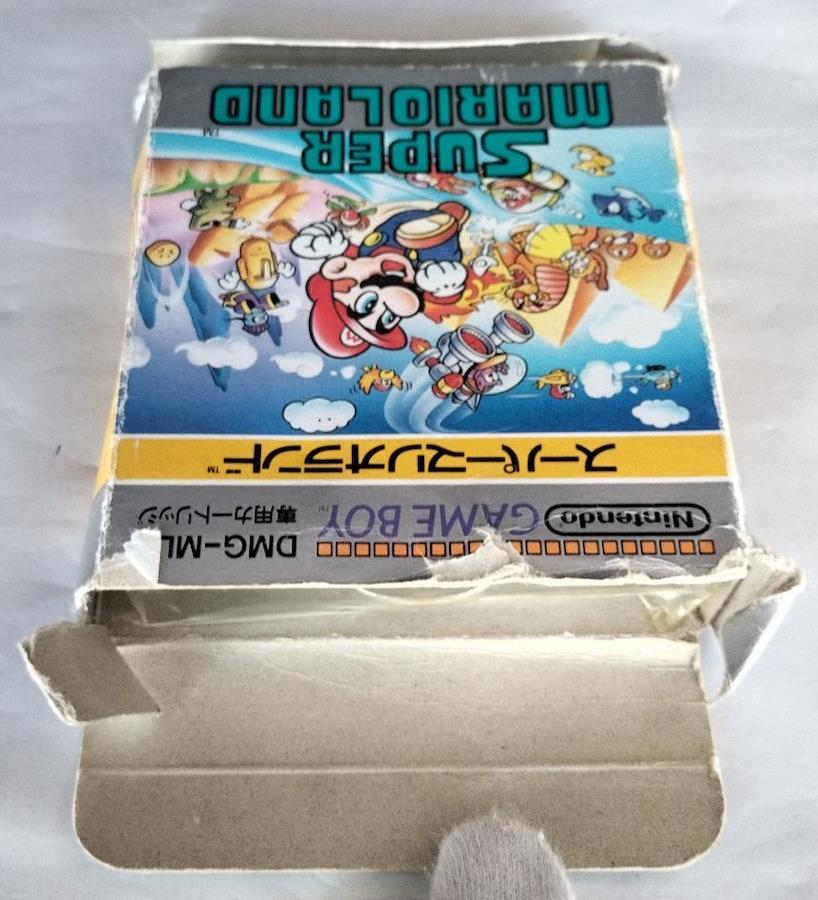 SUPER
MARIOLAND
TM
スーパーマリオランド TM
Nintendo GAME BOY TM
DMG-ML
専用カートリッジ